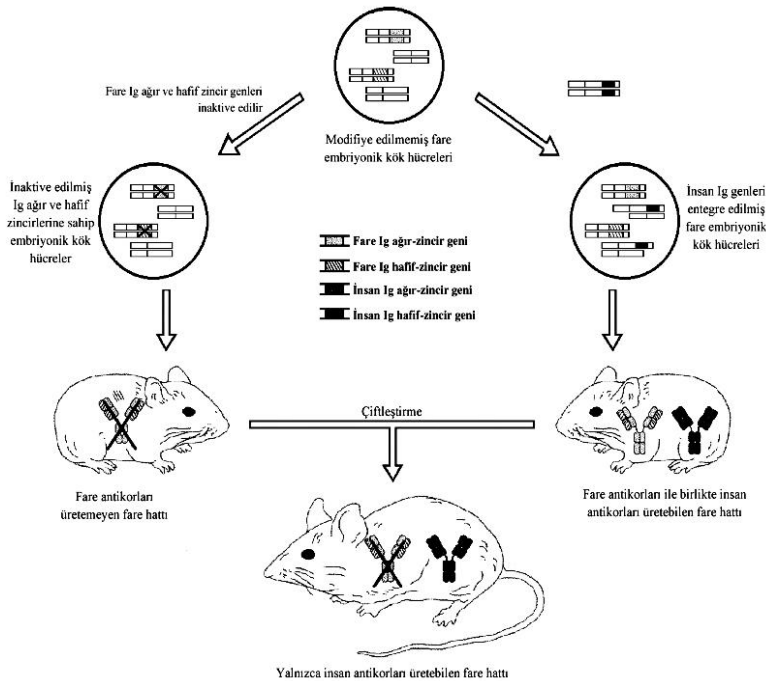 Fare Ig ağır ve hafif zincir genleri
inaktive edilir
Modifiye edilmemiş fare
embriyonik kök hücreleri
İnaktive edilmiş
Ig ağır ve hafif
zincirlerine sahip
embriyonik kök
hücreler
İnsan Ig genleri
entegre edilmiş
fare embriyonik
kök hücreleri
Fare Ig ağır-zincir geni
Fare Ig hafif-zincir geni
İnsan Ig ağır-zincir geni
İnsan Ig hafif-zincir geni
Çiftleştirme
Fare antikorları
üretemeyen fare hattı
Fare antikorları ile birlikte insan
antikorları üretebilen fare hattı
Yalnızca insan antikorları üretebilen fare hattı